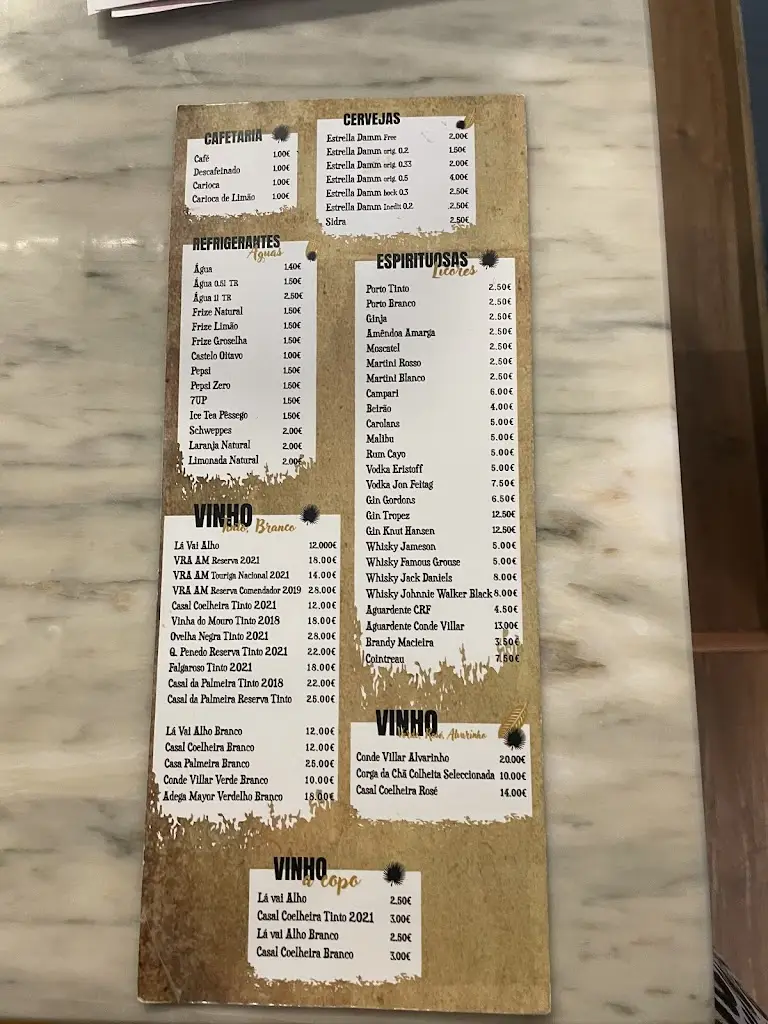 CAFETARIA
Café 1.00€
Descafeinado 1.00€
Carioca 1.00€
Carioca de Limão 1.00€
CERVEJAS
Estrella Damm Free 2.00€
Estrella Damm orig. 0.2 1.50€
Estrella Damm orig. 0.33 2.00€
Estrella Damm orig. 0.5 4.00€
Estrella Damm bock 0.3 2.50€
Estrella Damm Inedit 0.2 2.50€
Sidra 2.50€
REFRIGERANTES
Águas
Água 1.40€
Água 0.5l TR 1.50€
Água 1l TR 2.50€
Frize Natural 1.50€
Frize Limão 1.50€
Frize Groselha 1.50€
Castelo Oitavo 1.00€
Pepsi 1.50€
Pepsi Zero 1.50€
7UP 1.50€
Ice Tea Pêssego 1.50€
Schweppes 2.00€
Laranja Natural 2.00€
Limonada Natural 2.00€
ESPIRITUOSAS
Licores
Porto Tinto 2.50€
Porto Branco 2.50€
Ginja 2.50€
Amêndoa Amarga 2.50€
Moscatel 2.50€
Martini Rosso 2.50€
Martini Blanco 2.50€
Campari 6.00€
Beirão 4.00€
Carolans 5.00€
Malibu 5.00€
Rum Cayo 5.00€
Vodka Eristoff 5.00€
Vodka Jon Feitag 7.50€
Gin Gordons 6.50€
Gin Tropez 12.50€
Gin Knut Hansen 12.50€
Whisky Jameson 5.00€
Whisky Famous Grouse 5.00€
Whisky Jack Daniels 8.00€
Whisky Johnnie Walker Black 8.00€
Aguardente CRF 4.50€
Aguardente Conde Villar 13.00€
Brandy Macieira 3.50€
Cointreau 7.50€
VINHO
Tinto, Branco
Lá Vai Alho 12.000€
VRA AM Reserva 2021 18.00€
VRA AM Touriga Nacional 2021 14.00€
VRA AM Reserva Comendador 2019 28.00€
Casal Coelheira Tinto 2021 12.00€
Vinha do Mouro Tinto 2018 18.00€
Ovelha Negra Tinto 2021 28.00€
Q. Penedo Reserva Tinto 2021 22.00€
Falgaroso Tinto 2021 18.00€
Casal da Palmeira Tinto 2018 22.00€
Casal da Palmeira Reserva Tinto 25.00€
Lá Vai Alho Branco 12.00€
Casal Coelheira Branco 12.00€
Casa Palmeira Branco 25.00€
Conde Villar Verde Branco 10.00€
Adega Mayor Verdelho Branco 18.00€
VINHO
Rosé, Alvarinho
Conde Villar Alvarinho 20.00€
Corga da Chã Colheita Seleccionada 10.00€
Casal Coelheira Rosé 14.00€
VINHO
a copo
Lá vai Alho 2.50€
Casal Coelheira Tinto 2021 3.00€
Lá vai Alho Branco 2.50€
Casal Coelheira Branco 3.00€